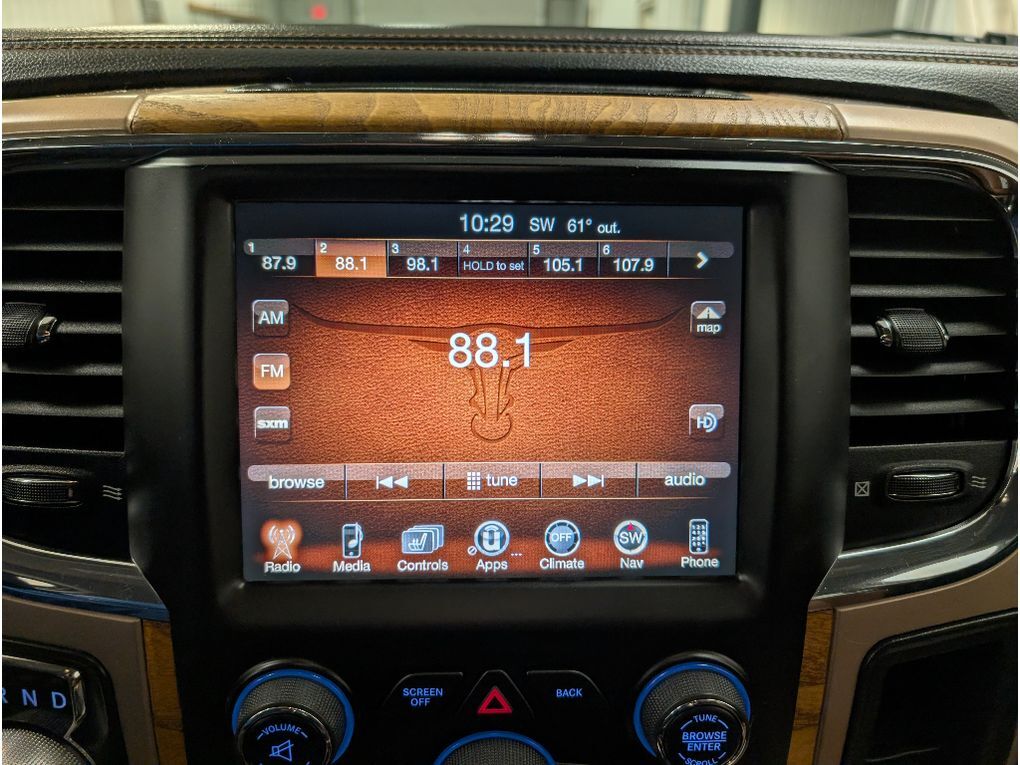 10:29 SW 61° out.
1 2 3 4 5 6
87.9 88.1 98.1 HOLD to set 105.1 107.9
AM
map
88.1
FM
sxm
HD
browse tune audio
OFF SW
Radio Media Controls Apps ... Climate Nav Phone
R N D
SCREEN
OFF
BACK
VOLUME
TUNE
BROWSE
ENTER
SCROLL